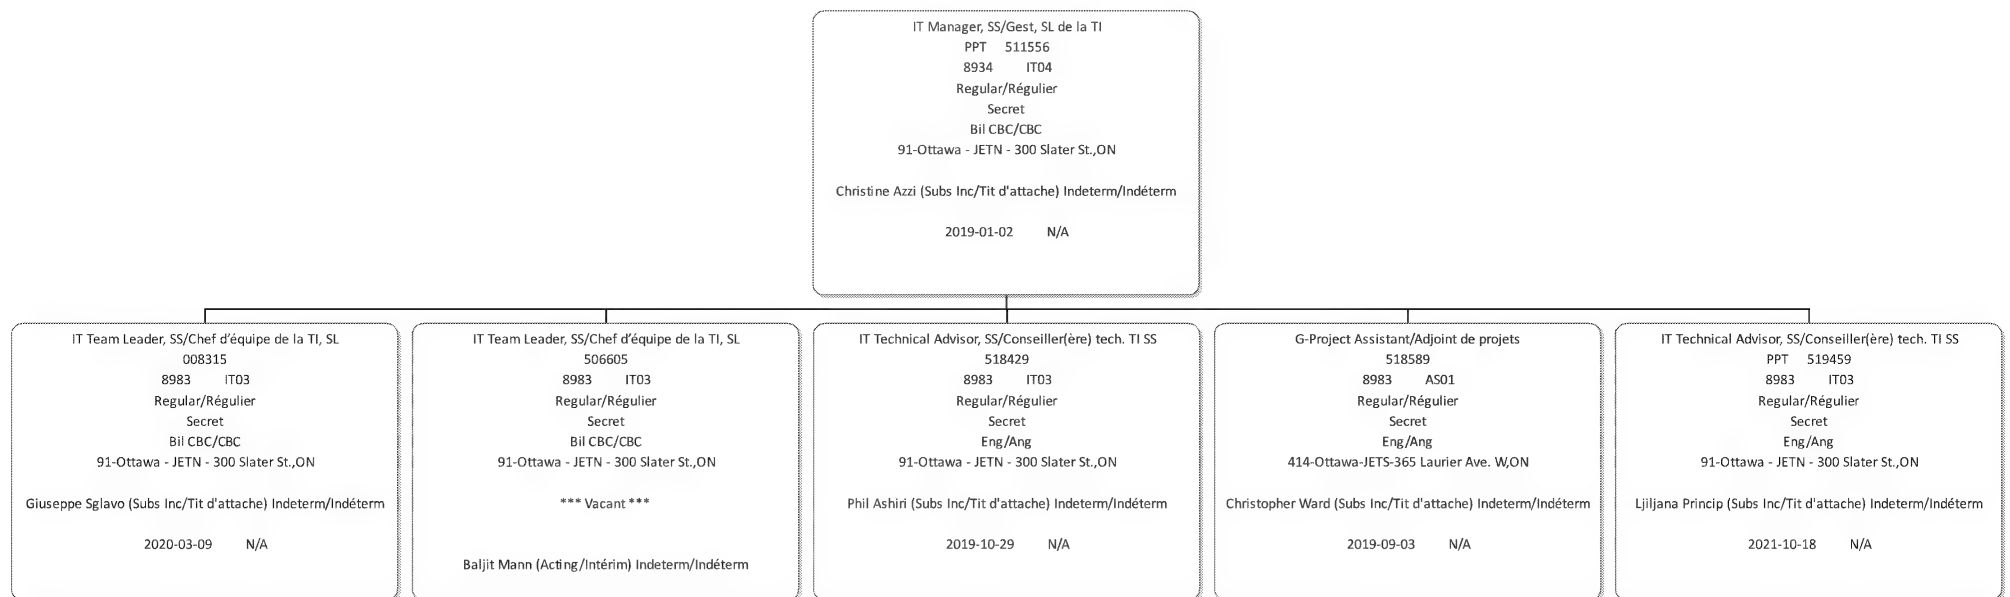 IT Manager, SS/Gest, SL de la TI
PPT 511556
8934 IT04
Regular/Régulier
Secret
Bil CBC/CBC
91-Ottawa - JETN - 300 Slater St.,ON
Christine Azzi (Subs Inc/Tit d'attache) Indeterm/Indéterm
2019-01-02 N/A
IT Team Leader, SS/Chef d’équipe de la TI, SL
008315
8983 IT03
Regular/Régulier
Secret
Bil CBC/CBC
91-Ottawa - JETN - 300 Slater St.,ON
Giuseppe Sglavo (Subs Inc/Tit d'attache) Indeterm/Indéterm
2020-03-09 N/A
IT Team Leader, SS/Chef d’équipe de la TI, SL
506605
8983 IT03
Regular/Régulier
Secret
Bil CBC/CBC
91-Ottawa - JETN - 300 Slater St.,ON
*** Vacant ***
Baljit Mann (Acting/Intérim) Indeterm/Indéterm
IT Technical Advisor, SS/Conseiller(ère) tech. TI SS
518429
8983 IT03
Regular/Régulier
Secret
Eng/Ang
91-Ottawa - JETN - 300 Slater St.,ON
Phil Ashiri (Subs Inc/Tit d'attache) Indeterm/Indéterm
2019-10-29 N/A
G-Project Assistant/Adjoint de projets
518589
8983 AS01
Regular/Régulier
Secret
Eng/Ang
414-Ottawa-JETS-365 Laurier Ave. W,ON
Christopher Ward (Subs Inc/Tit d'attache) Indeterm/Indéterm
2019-09-03 N/A
IT Technical Advisor, SS/Conseiller(ère) tech. TI SS
PPT 519459
8983 IT03
Regular/Régulier
Secret
Eng/Ang
91-Ottawa - JETN - 300 Slater St.,ON
Ljiljana Princip (Subs Inc/Tit d'attache) Indeterm/Indéterm
2021-10-18 N/A